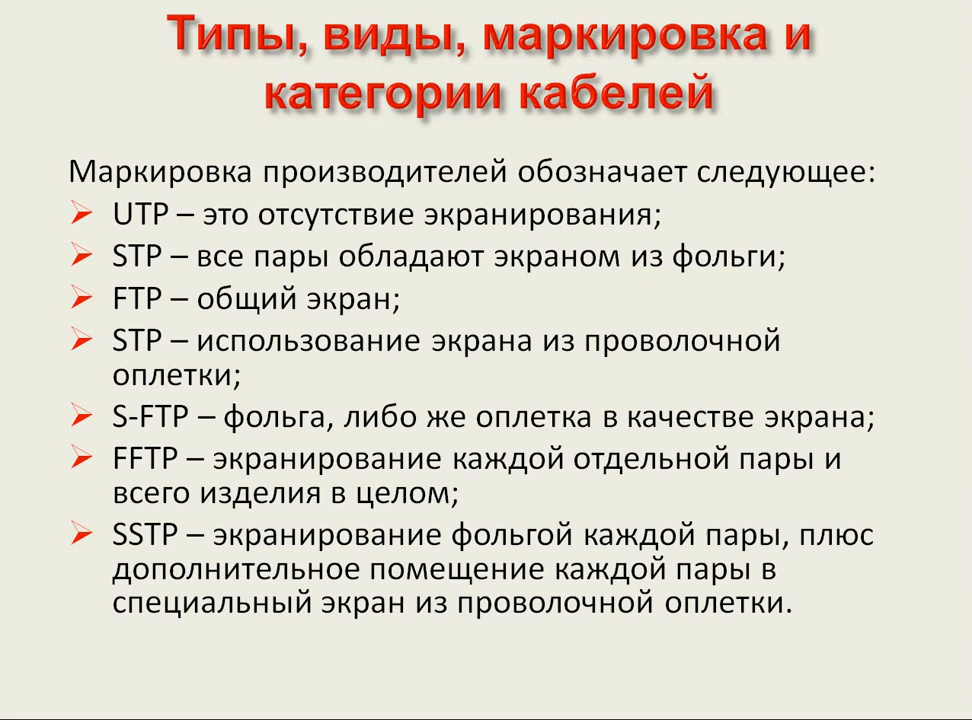 Типы, виды, маркировка и
категории кабелей
Маркировка производителей обозначает следующее:
UTP – это отсутствие экранирования;
STP – все пары обладают экраном из фольги;
FTP – общий экран;
STP – использование экрана из проволочной
оплетки;
S-FTP – фольга, либо же оплетка в качестве экрана;
FFTP – экранирование каждой отдельной пары и
всего изделия в целом;
SSTP – экранирование фольгой каждой пары, плюс
дополнительное помещение каждой пары в
специальный экран из проволочной оплетки.